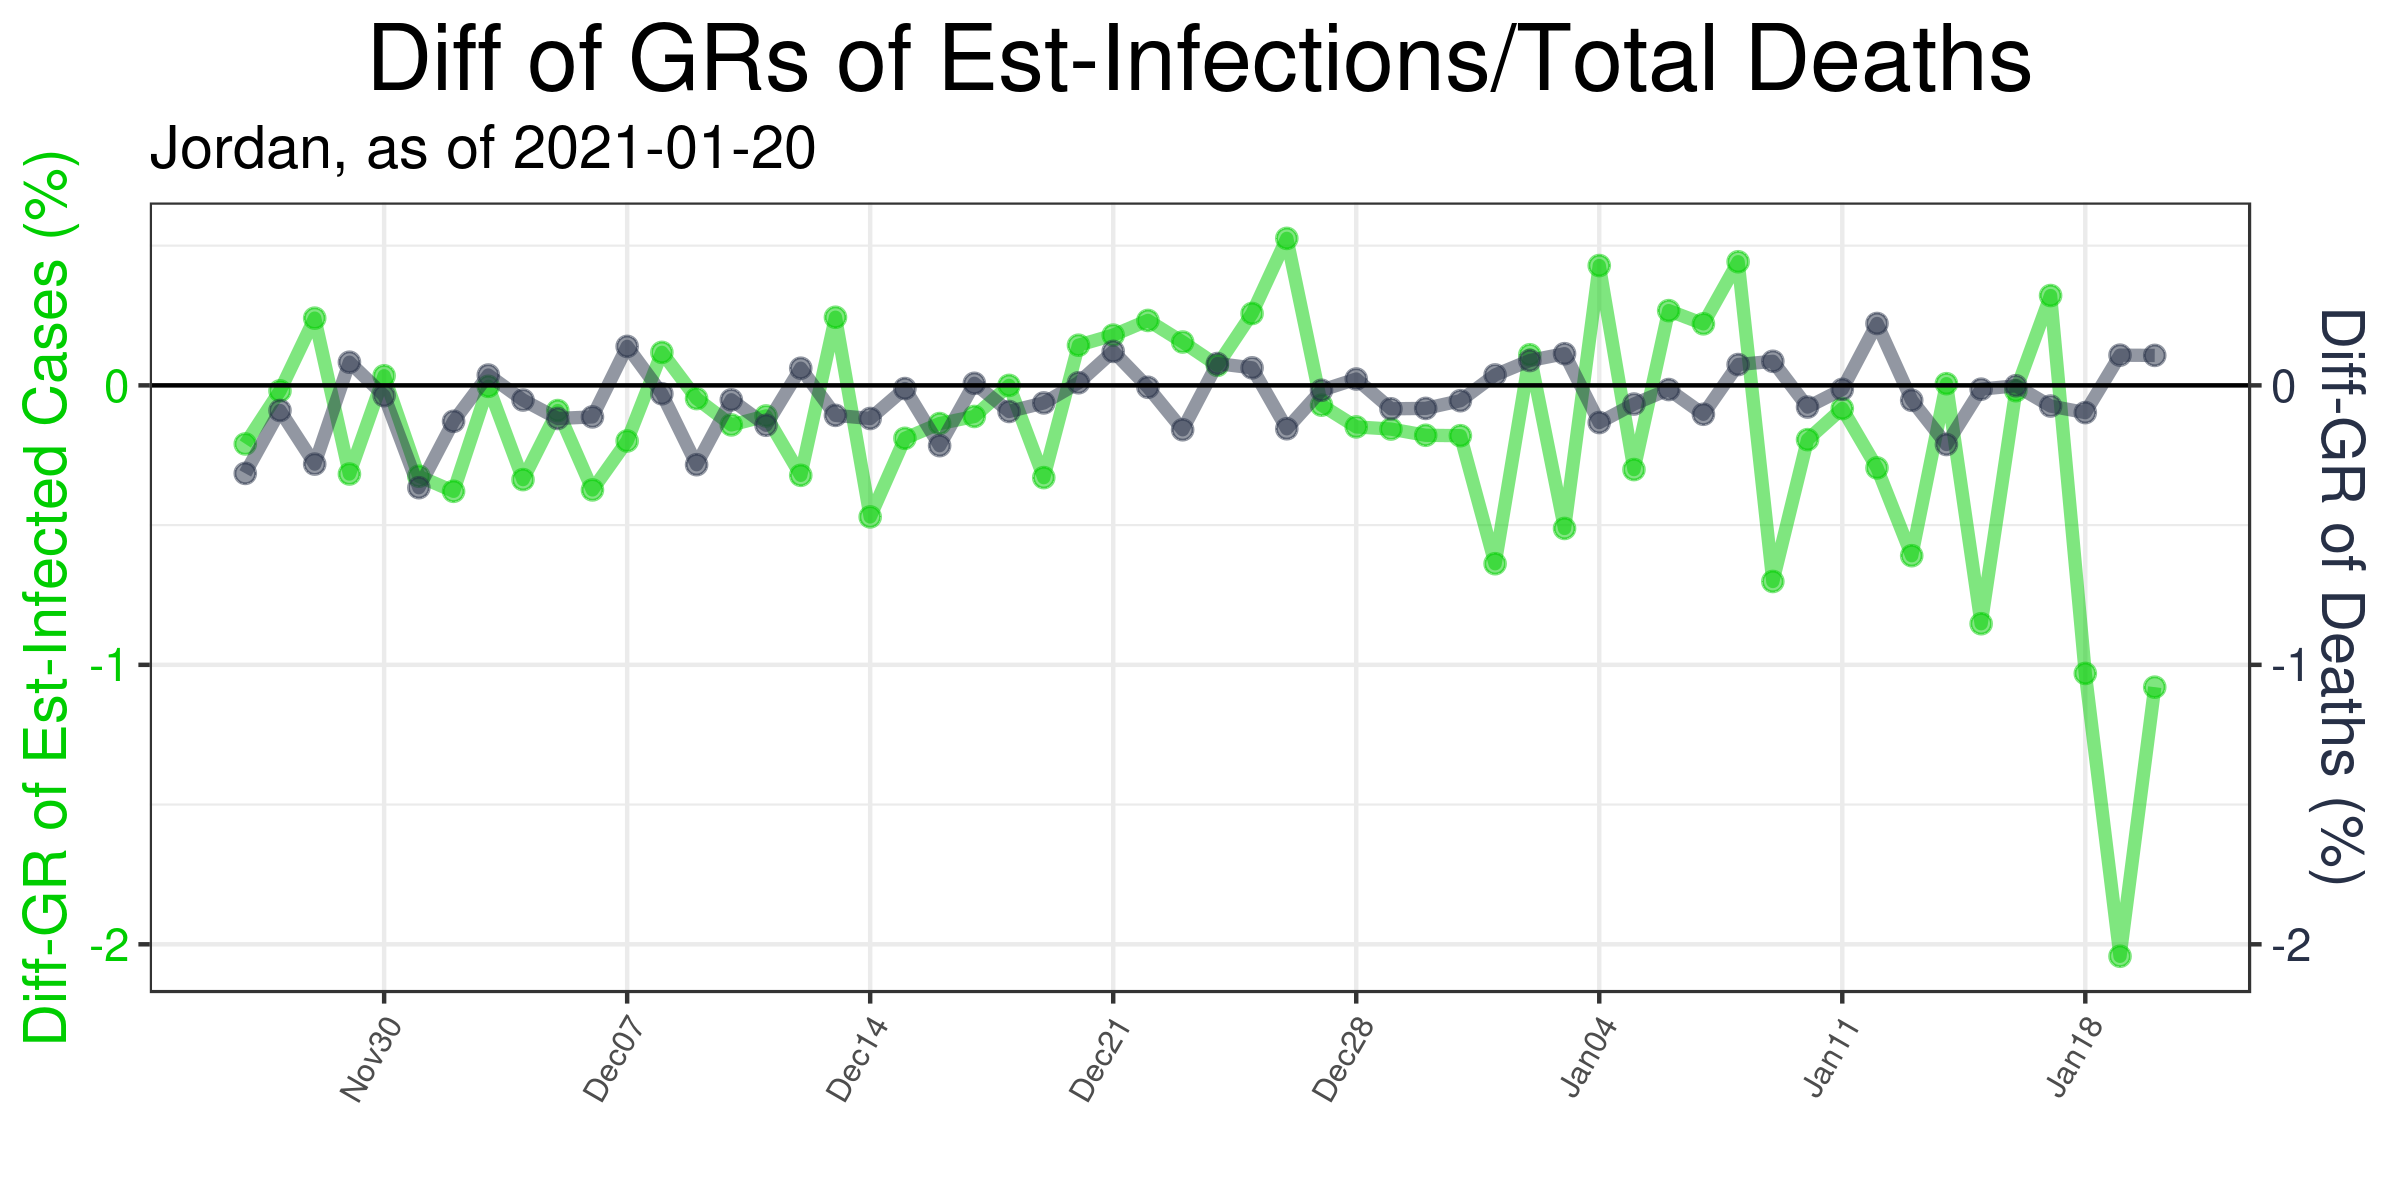 Diff of GRs of Est-Infections/Total Deaths
Jordan, as of 2021-01-20
Diff-GR of Est-Infected Cases (%)
0
-1
-2
0
-1
-2
Diff-GR of Deaths (%)
Nov30
Dec07
Dec14
Dec21
Dec28
Jan04
Jan11
Jan18